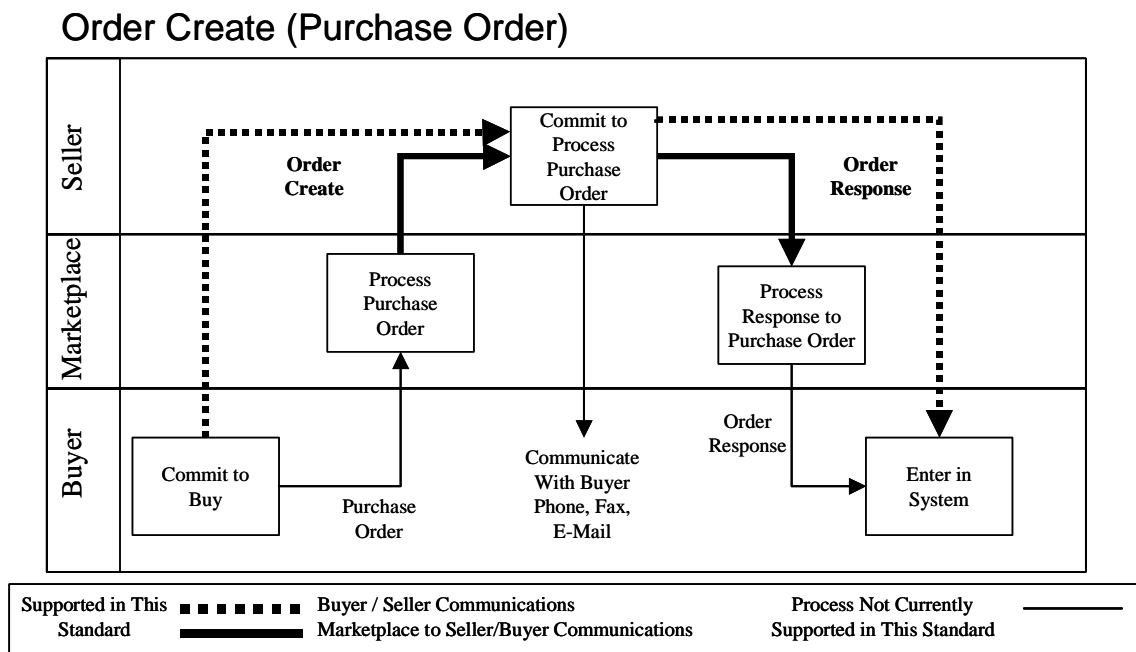 Order Create (Purchase Order)
Seller
Commit to
Process
Purchase
Order
Order
Create
Order
Response
Marketplace
Process
Purchase
Order
Process
Response to
Purchase Order
Buyer
Commit to
Buy
Purchase
Order
Communicate
With Buyer
Phone, Fax,
E-Mail
Order
Response
Enter in
System
Supported in This
Standard
Buyer / Seller Communications
Marketplace to Seller/Buyer Communications
Process Not Currently
Supported in This Standard